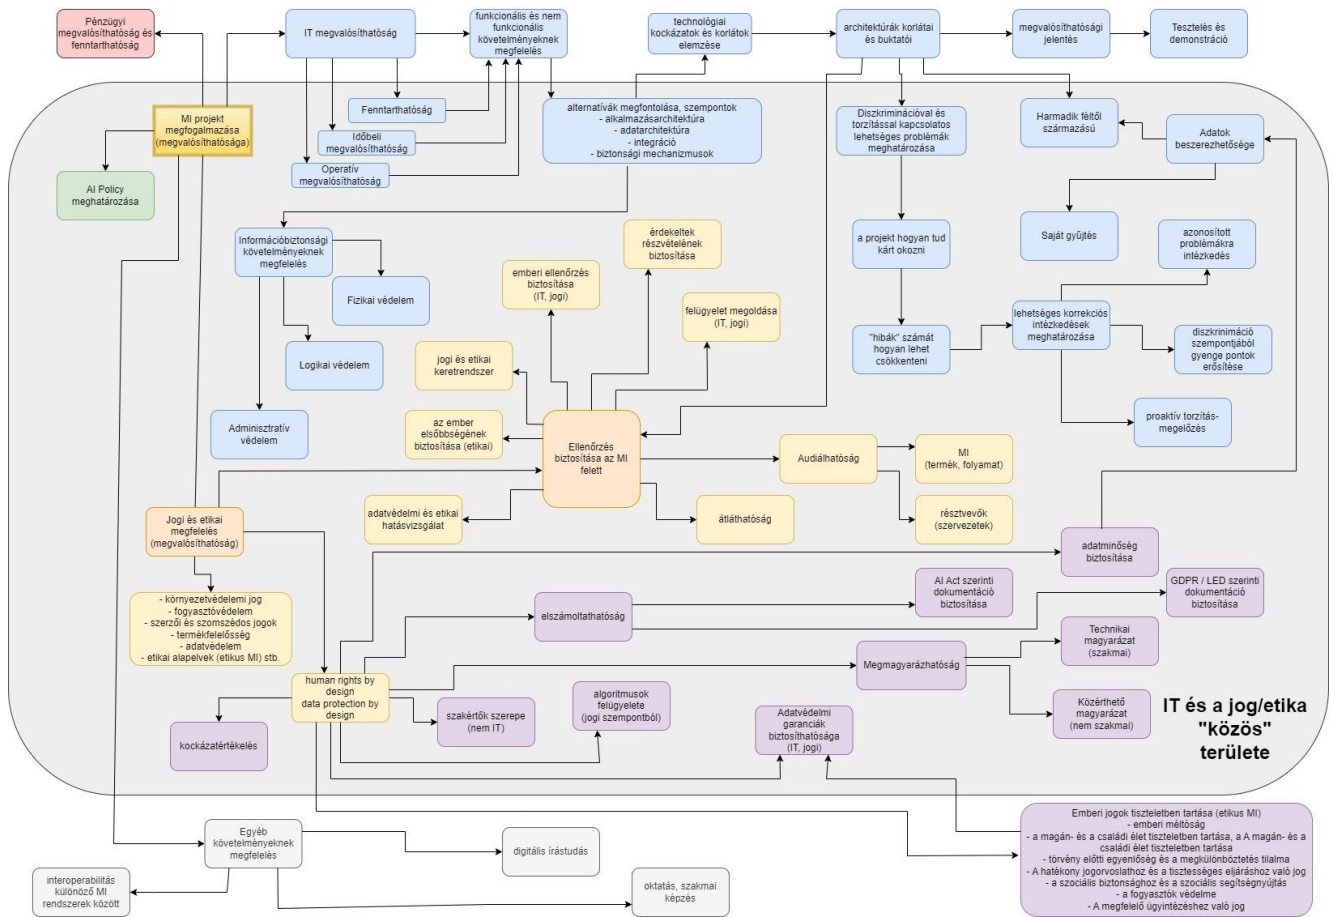 Pénzügyi
megvalósíthatóság és
fenntarthatóság
IT megvalósíthatóság
funkcionális és nem
funkcionális
követelményeknek
megfelelés
technológiai
kockázatok és korlátok
elemzése
architektúrák korlátai
és buktatói
megvalósíthatósági
jelentés
Tesztelés és
demonstráció
MI projekt
megfogalmazása
(megvalósíthatósága)
AI Policy
meghatározása
Fenntarthatóság
Időbeli
megvalósíthatóság
Operatív
megvalósíthatóság
alternatívák megfontolása, szempontok
- alkalmazásarchitektúra
- adatarchitektúra
- integráció
- biztonsági mechanizmusok
Diszkriminációval és
torzítással kapcsolatos
lehetséges problémák
meghatározása
Harmadik féltől
származású
Adatok
beszerezhetősége
Információbiztonsági
követelményeknek
megfelelés
Fizikai védelem
Logikai védelem
Adminisztratív
védelem
érdekeltek
részvételének
biztosítása
emberi ellenőrzés
biztosítása
(IT, jogi)
felügyelet megoldása
(IT, jogi)
jogi és etikai
keretrendszer
az ember
elsőbbségének
biztosítása (etikai)
Ellenőrzés
biztosítása az MI
felett
a projekt hogyan tud
kárt okozni
Saját gyűjtés
azonosított
problémákra
intézkedés
"hibák" számát
hogyan lehet
csökkenteni
lehetséges korrekciós
intézkedések
meghatározása
diszkrinimáció
szempontjából
gyenge pontok
erősítése
proaktív torzítás-
megelőzés
Audiálhatóság
MI
(termék, folyamat)
résztvevők
(szervezetek)
adatvédelmi és etikai
hatásvizsgálat
átláthatóság
Jogi és etikai
megfelelés
(megvalósíthatóság)
adatminőség
biztosítása
- környezetvédelemi jog
- fogyasztóvédelem
- szerzői és szomszédos jogok
- termékfelelősség
- adatvédelem
- etikai alapelvek (etikus MI) stb.
elszámoltathatóság
AI Act szerinti
dokumentáció
biztosítása
GDPR / LED szerinti
dokumentáció
biztosítása
Megmagyarázhatóság
Technikai
magyarázat
(szakmai)
Közérthető
magyarázat
(nem szakmai)
human rights by
design
data protection by
design
kockázatértékelés
szakértők szerepe
(nem IT)
algoritmusok
felügyelete
(jogi szempontból)
Adatvédelmi
garanciák
biztosíthatósága
(IT, jogi)
IT és a jog/etika
"közös"
területe
Egyéb
követelményeknek
megfelelés
digitális írástudás
interoperabilitás
különöző MI
rendszerek között
oktatás, szakmai
képzés
Emberi jogok tiszteletben tartása (etikus MI)
- emberi méltóság
- a magán- és a családi élet tiszteletben tartása, a A magán- és a
családi élet tiszteletben tartása
- törvény előtti egyenlőség és a megkülönböztetés tilalma
- A hatékony jogorvoslathoz és a tisztességes eljáráshoz való jog
- a szociális biztonsághoz és a szociális segítségnyújtás
- a fogyasztók védelme
- A megfelelő ügyintézéshez való jog